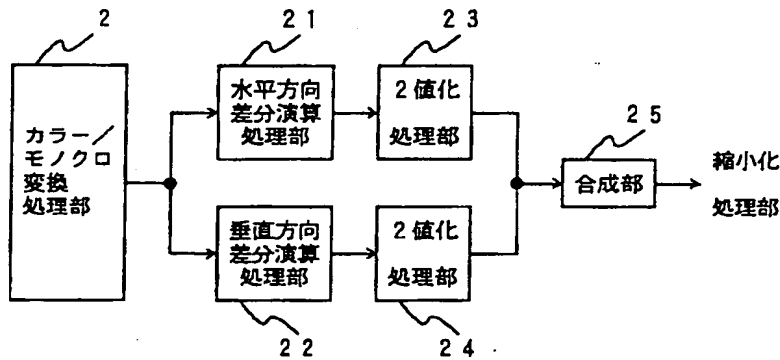 2
カラー/
モノクロ
変換
処理部
21
水平方向
差分演算
処理部
23
2値化
処理部
25
合成部
縮小化
処理部
垂直方向
差分演算
処理部
22
2値化
処理部
24